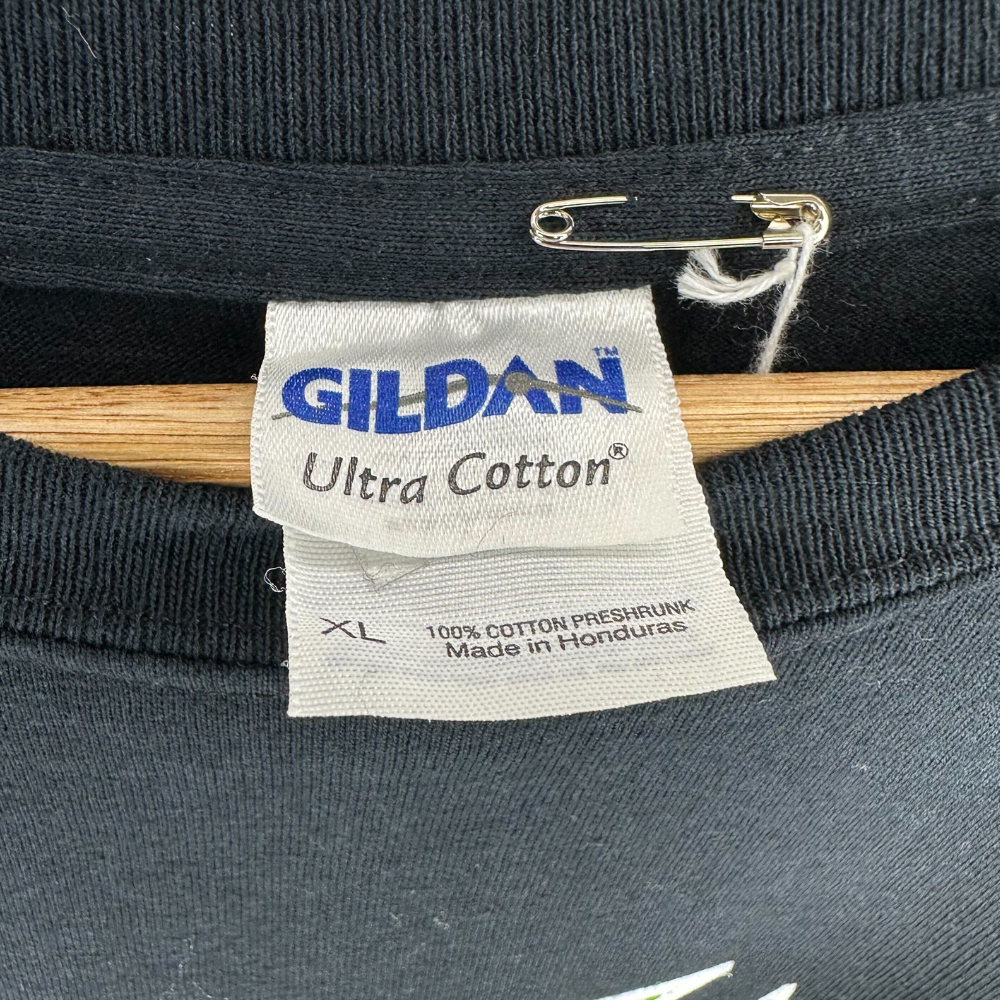 GILDAN™
Ultra Cotton®
XL
100% COTTON PRESHRUNK
Made in Honduras